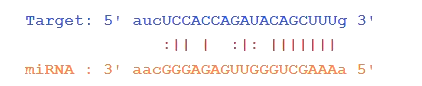 Target: 5' aucUCCACCAGAUACAGCUUUg 3'
:|| | :|: |||||||
miRNA : 3' aacGGGAGAGUUGGGUCGAAAa 5'